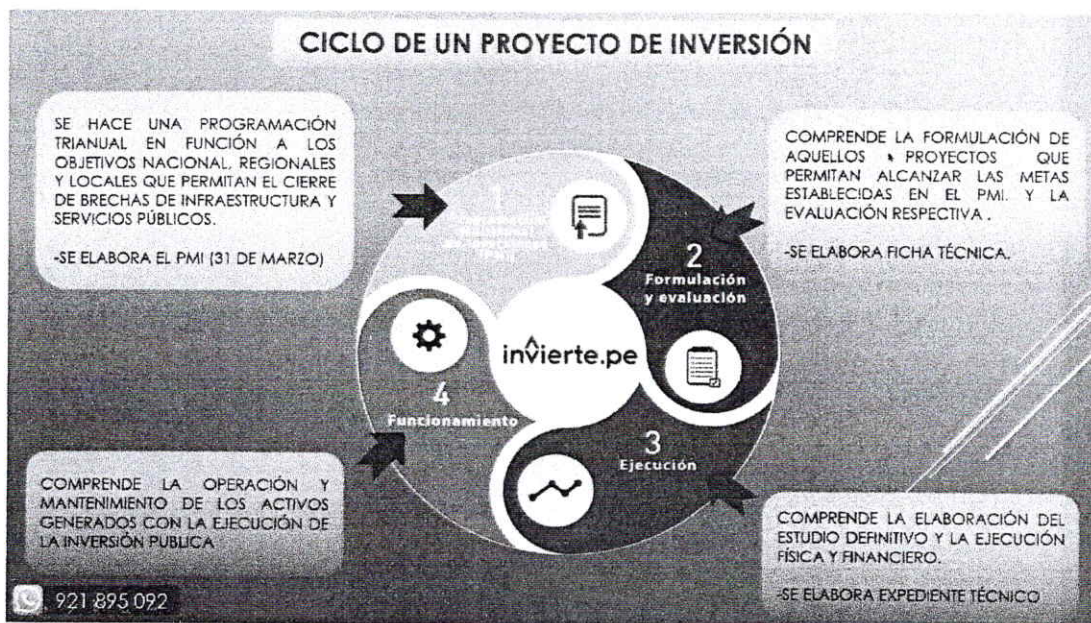 CICLO DE UN PROYECTO DE INVERSIÓN
SE HACE UNA PROGRAMACIÓN
TRIANUAL EN FUNCIÓN A LOS
OBJETIVOS NACIONAL, REGIONALES
Y LOCALES QUE PERMITAN EL CIERRE
DE BRECHAS DE INFRAESTRUCTURA Y
SERVICIOS PÚBLICOS.
-SE ELABORA EL PMI (31 DE MARZO)
COMPRENDE LA FORMULACIÓN DE
AQUELLOS PROYECTOS QUE
PERMITAN ALCANZAR LAS METAS
ESTABLECIDAS EN EL PMI. Y LA
EVALUACIÓN RESPECTIVA .
-SE ELABORA FICHA TÉCNICA.
1
2
Formulación
y evaluación
invierte.pe
4
Funcionamiento
3
Ejecución
COMPRENDE LA OPERACIÓN Y
MANTENIMIENTO DE LOS ACTIVOS
GENERADOS CON LA EJECUCIÓN DE
LA INVERSIÓN PUBLICA
COMPRENDE LA ELABORACIÓN DEL
ESTUDIO DEFINITIVO Y LA EJECUCIÓN
FÍSICA Y FINANCIERO.
-SE ELABORA EXPEDIENTE TÉCNICO
921 895 092